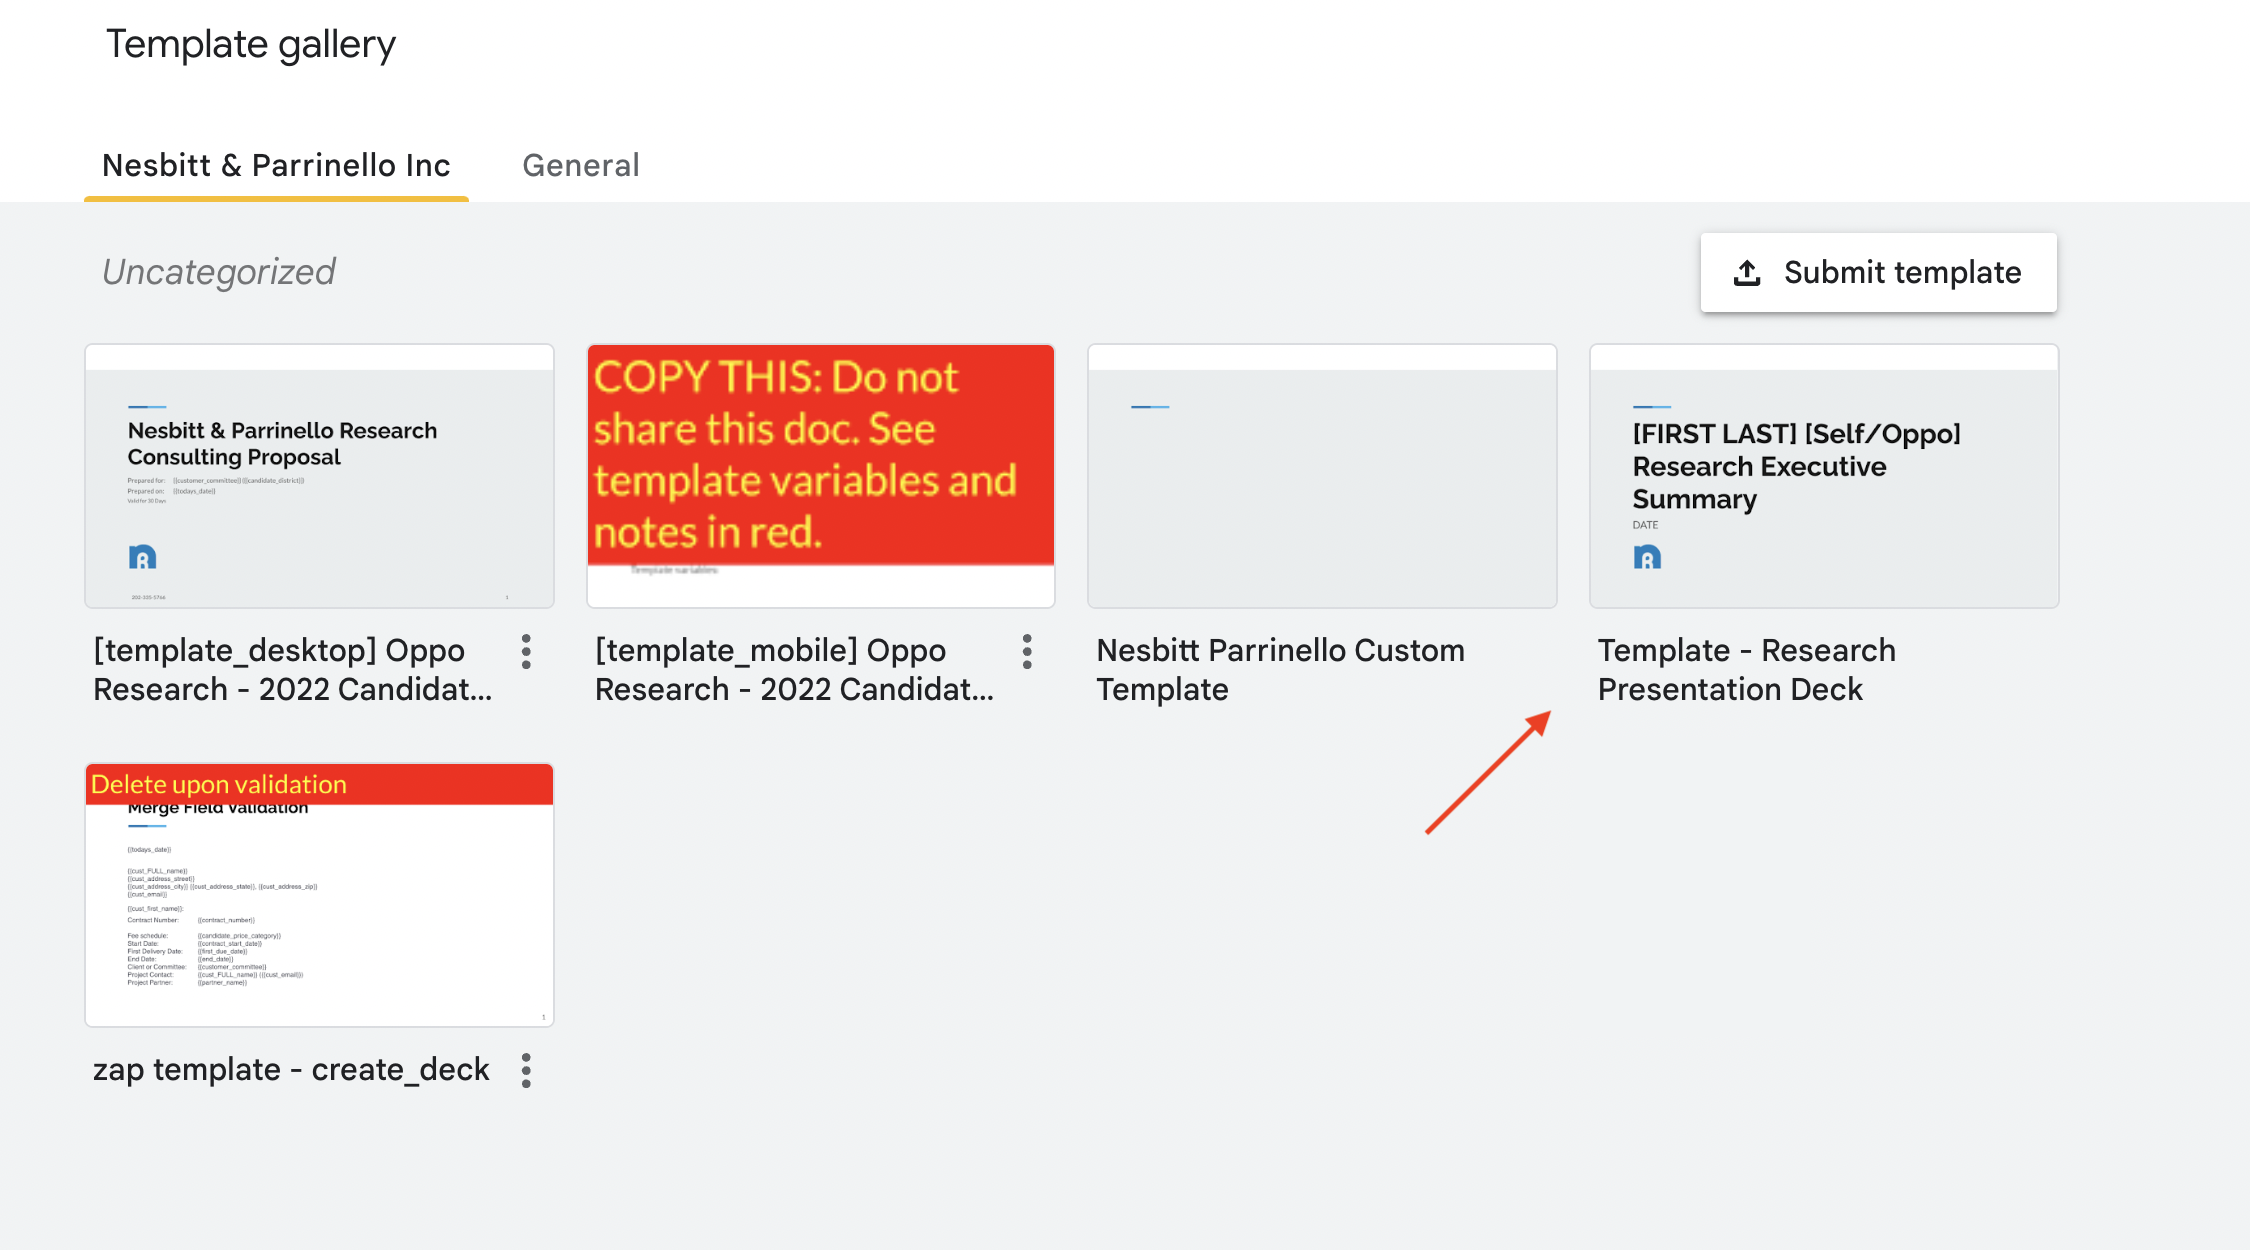 Template gallery
Nesbitt & Parrinello Inc
General
Uncategorized
Submit template
Nesbitt & Parrinello Research
Consulting Proposal
Prepared for: {{customer_committee}} {{candidate_district}}
Prepared on: {{todays_date}}
Valid for 30 Days
1
COPY THIS: Do not
share this doc. See
template variables and
notes in red.
Template variables:
[FIRST LAST] [Self/Oppo]
Research Executive
Summary
DATE
[template_desktop] Oppo
Research - 2022 Candidat...
[template_mobile] Oppo
Research - 2022 Candidat...
Nesbitt Parrinello Custom
Template
Template - Research
Presentation Deck
Delete upon validation
Merge Field Validation
{{todays_date}}
{{cust_FULL_name}}
{{cust_address_street}}
{{cust_address_city}} {{cust_address_state}}, {{cust_address_zip}}
{{cust_email}}
{{cust_first_name}}:
Contract Number: {{contract_number}}
Fee schedule: {{candidate_price_category}}
Start Date: {{contract_start_date}}
First Delivery Date: {{first_due_date}}
End Date: {{end_date}}
Client or Committee: {{customer_committee}}
Project Contact: {{cust_FULL_name}} ({{cust_email}})
Project Partner: {{partner_name}}
1
zap template - create_deck